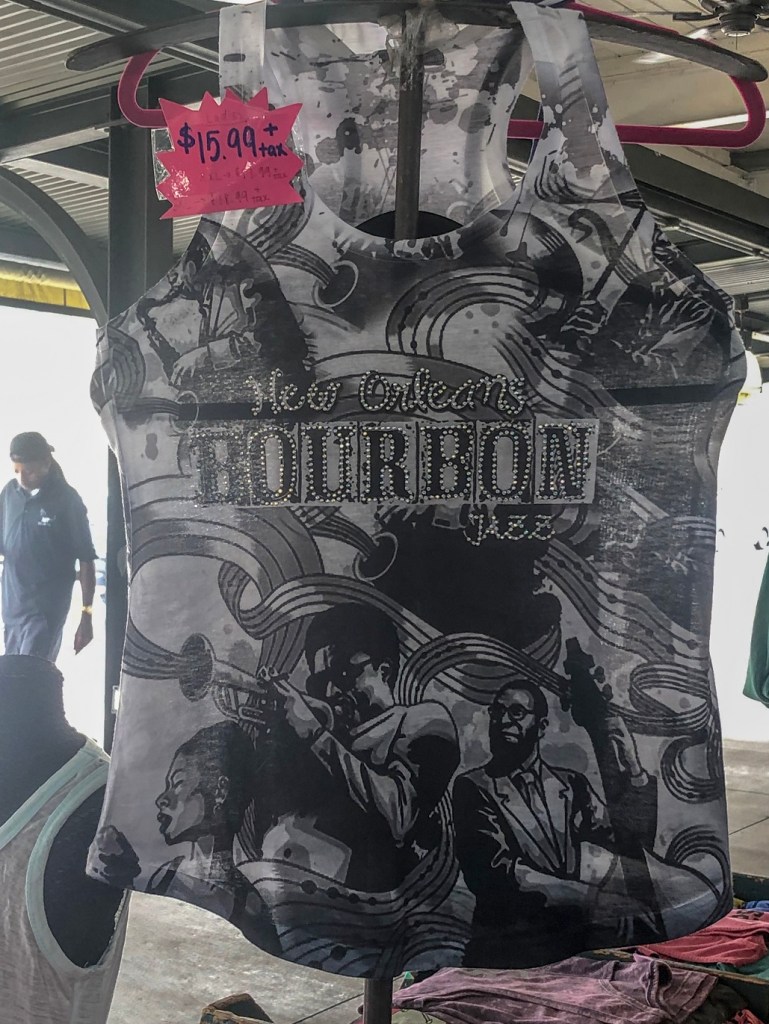 $15.99 +
tax
New Orleans
BOURBON
Jazz